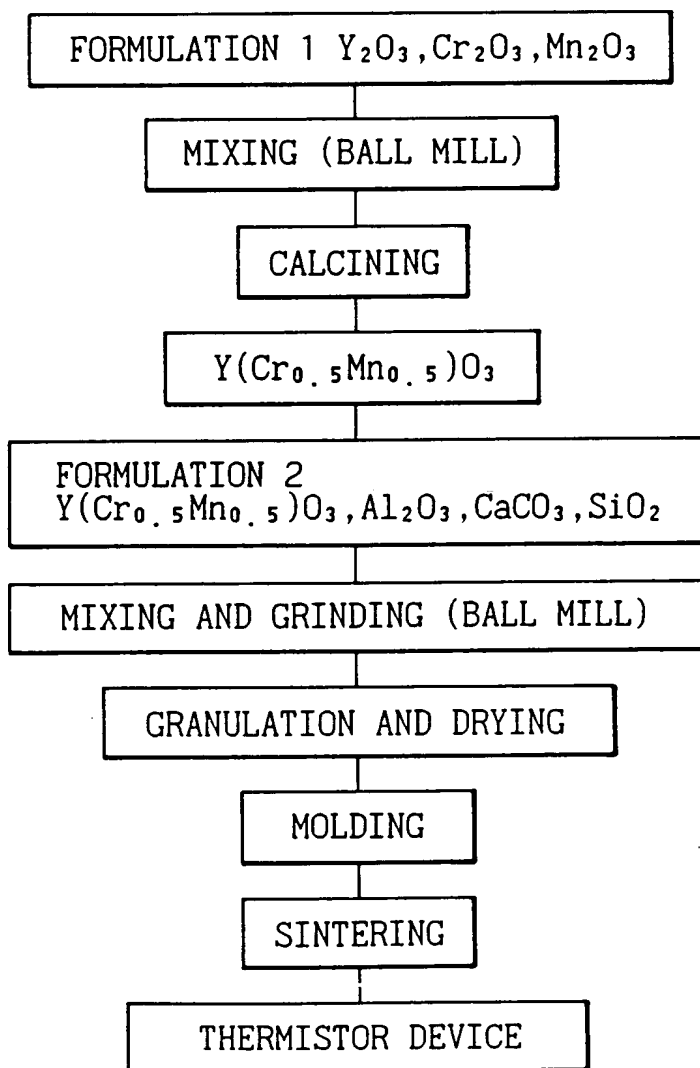 FORMULATION 1 Y₂O₃,Cr₂O₃,Mn₂O₃
MIXING (BALL MILL)
CALCINING
Y(Cr₀.₅Mn₀.₅)O₃
FORMULATION 2
Y(Cr₀.₅Mn₀.₅)O₃,Al₂O₃,CaCO₃,SiO₂
MIXING AND GRINDING (BALL MILL)
GRANULATION AND DRYING
MOLDING
SINTERING
THERMISTOR DEVICE